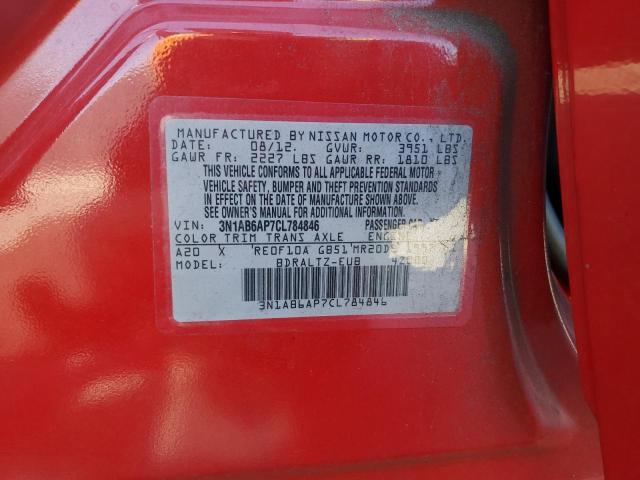 MANUFACTURED BY NISSAN MOTOR CO., LTD.
DATE: 08/12. GVWR: 3951 LBS
GAWR FR: 2227 LBS GAWR RR: 1810 LBS
THIS VEHICLE CONFORMS TO ALL APPLICABLE FEDERAL MOTOR
VEHICLE SAFETY, BUMPER AND THEFT PREVENTION STANDARDS
IN EFFECT ON THE DATE OF MANUFACTURE SHOWN ABOVE.
SEE OWNER'S MANUAL FOR ADDITIONAL INFORMATION.
VIN: 3N1AB6AP7CL784846 PASSENGER
COLOR TRIM TRANS AXLE
A20 X RE0F10A GB51 MR20DE
MODEL: BDRALTZ-EUB
3N1AB6AP7CL784846